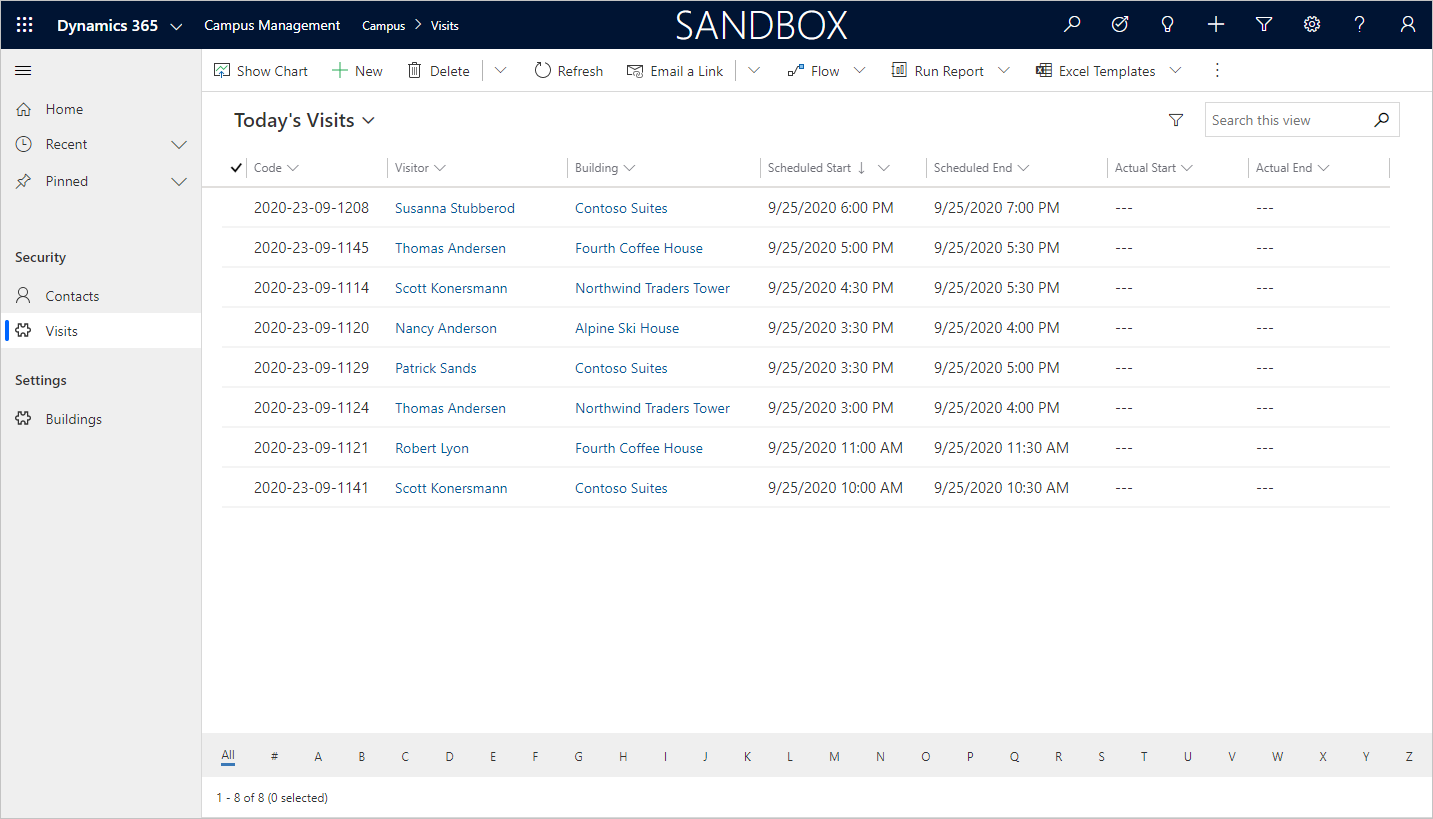 Dynamics 365 Campus Management Campus > Visits SANDBOX ?
Show Chart New Delete Refresh Email a Link Flow Run Report Excel Templates
Home
Recent
Pinned
Security
Contacts
Visits
Settings
Buildings
Today's Visits Search this view
Code Visitor Building Scheduled Start ↓ Scheduled End Actual Start Actual End
2020-23-09-1208 Susanna Stubberod Contoso Suites 9/25/2020 6:00 PM 9/25/2020 7:00 PM --- ---
2020-23-09-1145 Thomas Andersen Fourth Coffee House 9/25/2020 5:00 PM 9/25/2020 5:30 PM --- ---
2020-23-09-1114 Scott Konersmann Northwind Traders Tower 9/25/2020 4:30 PM 9/25/2020 5:30 PM --- ---
2020-23-09-1120 Nancy Anderson Alpine Ski House 9/25/2020 3:30 PM 9/25/2020 4:00 PM --- ---
2020-23-09-1129 Patrick Sands Contoso Suites 9/25/2020 3:30 PM 9/25/2020 5:00 PM --- ---
2020-23-09-1124 Thomas Andersen Northwind Traders Tower 9/25/2020 3:00 PM 9/25/2020 4:00 PM --- ---
2020-23-09-1121 Robert Lyon Fourth Coffee House 9/25/2020 11:00 AM 9/25/2020 11:30 AM --- ---
2020-23-09-1141 Scott Konersmann Contoso Suites 9/25/2020 10:00 AM 9/25/2020 10:30 AM --- ---
All # A B C D E F G H I J K L M N O P Q R S T U V W X Y Z
1 - 8 of 8 (0 selected)